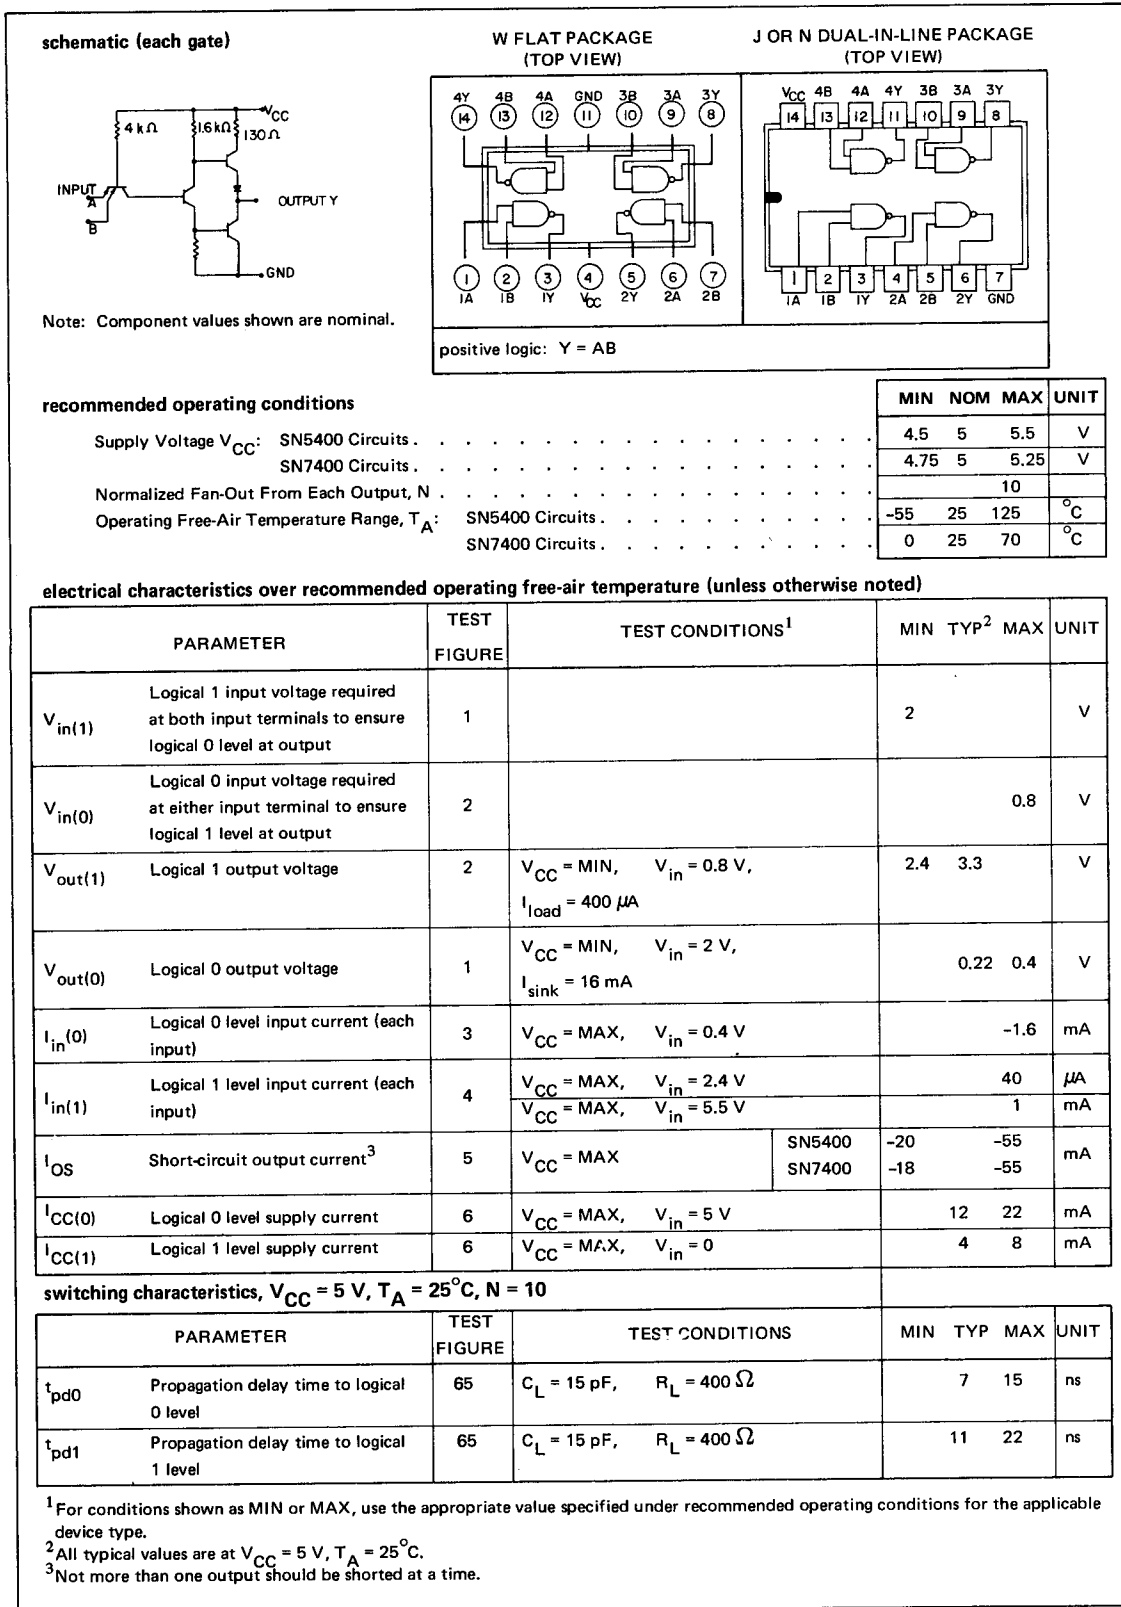 schematic (each gate)
W FLAT PACKAGE
(TOP VIEW)
J OR N DUAL-IN-LINE PACKAGE
(TOP VIEW)
VCC
4 kΩ
1.6kΩ
130Ω
INPUT
A
B
OUTPUT Y
GND
Note: Component values shown are nominal.
4Y 4B 4A GND 3B 3A 3Y
14 13 12 11 10 9 8
1 2 3 4 5 6 7
1A 1B 1Y VCC 2Y 2A 2B
VCC 4B 4A 4Y 3B 3A 3Y
14 13 12 11 10 9 8
1 2 3 4 5 6 7
1A 1B 1Y 2A 2B 2Y GND
positive logic: Y = AB
recommended operating conditions
MIN NOM MAX UNIT
Supply Voltage VCC: SN5400 Circuits . . . . . . . . . . . . . . . . . . 4.5 5 5.5 V
SN7400 Circuits . . . . . . . . . . . . . . . . . . 4.75 5 5.25 V
Normalized Fan-Out From Each Output, N . . . . . . . . . . . . . . . . . 10
Operating Free-Air Temperature Range, TA: SN5400 Circuits . . . . . . . . . . . -55 25 125 °C
SN7400 Circuits . . . . . . . . . . . 0 25 70 °C
electrical characteristics over recommended operating free-air temperature (unless otherwise noted)
PARAMETER TEST FIGURE TEST CONDITIONS1 MIN TYP2 MAX UNIT
Vin(1) Logical 1 input voltage required
at both input terminals to ensure 1 2 V
logical 0 level at output
Vin(0) Logical 0 input voltage required
at either input terminal to ensure 2 0.8 V
logical 1 level at output
Vout(1) Logical 1 output voltage 2 VCC = MIN, Vin = 0.8 V, 2.4 3.3 V
Iload = 400 μA
Vout(0) Logical 0 output voltage 1 VCC = MIN, Vin = 2 V, 0.22 0.4 V
Isink = 16 mA
Iin(0) Logical 0 level input current (each 3 VCC = MAX, Vin = 0.4 V -1.6 mA
input)
Iin(1) Logical 1 level input current (each 4 VCC = MAX, Vin = 2.4 V 40 μA
input) VCC = MAX, Vin = 5.5 V 1 mA
IOS Short-circuit output current3 5 VCC = MAX SN5400 -20 -55 mA
SN7400 -18 -55
ICC(0) Logical 0 level supply current 6 VCC = MAX, Vin = 5 V 12 22 mA
ICC(1) Logical 1 level supply current 6 VCC = MAX, Vin = 0 4 8 mA
switching characteristics, VCC = 5 V, TA = 25°C, N = 10
PARAMETER TEST FIGURE TEST CONDITIONS MIN TYP MAX UNIT
tpd0 Propagation delay time to logical 65 CL = 15 pF, RL = 400 Ω 7 15 ns
0 level
tpd1 Propagation delay time to logical 65 CL = 15 pF, RL = 400 Ω 11 22 ns
1 level
1For conditions shown as MIN or MAX, use the appropriate value specified under recommended operating conditions for the applicable
device type.
2All typical values are at VCC = 5 V, TA = 25°C.
3Not more than one output should be shorted at a time.